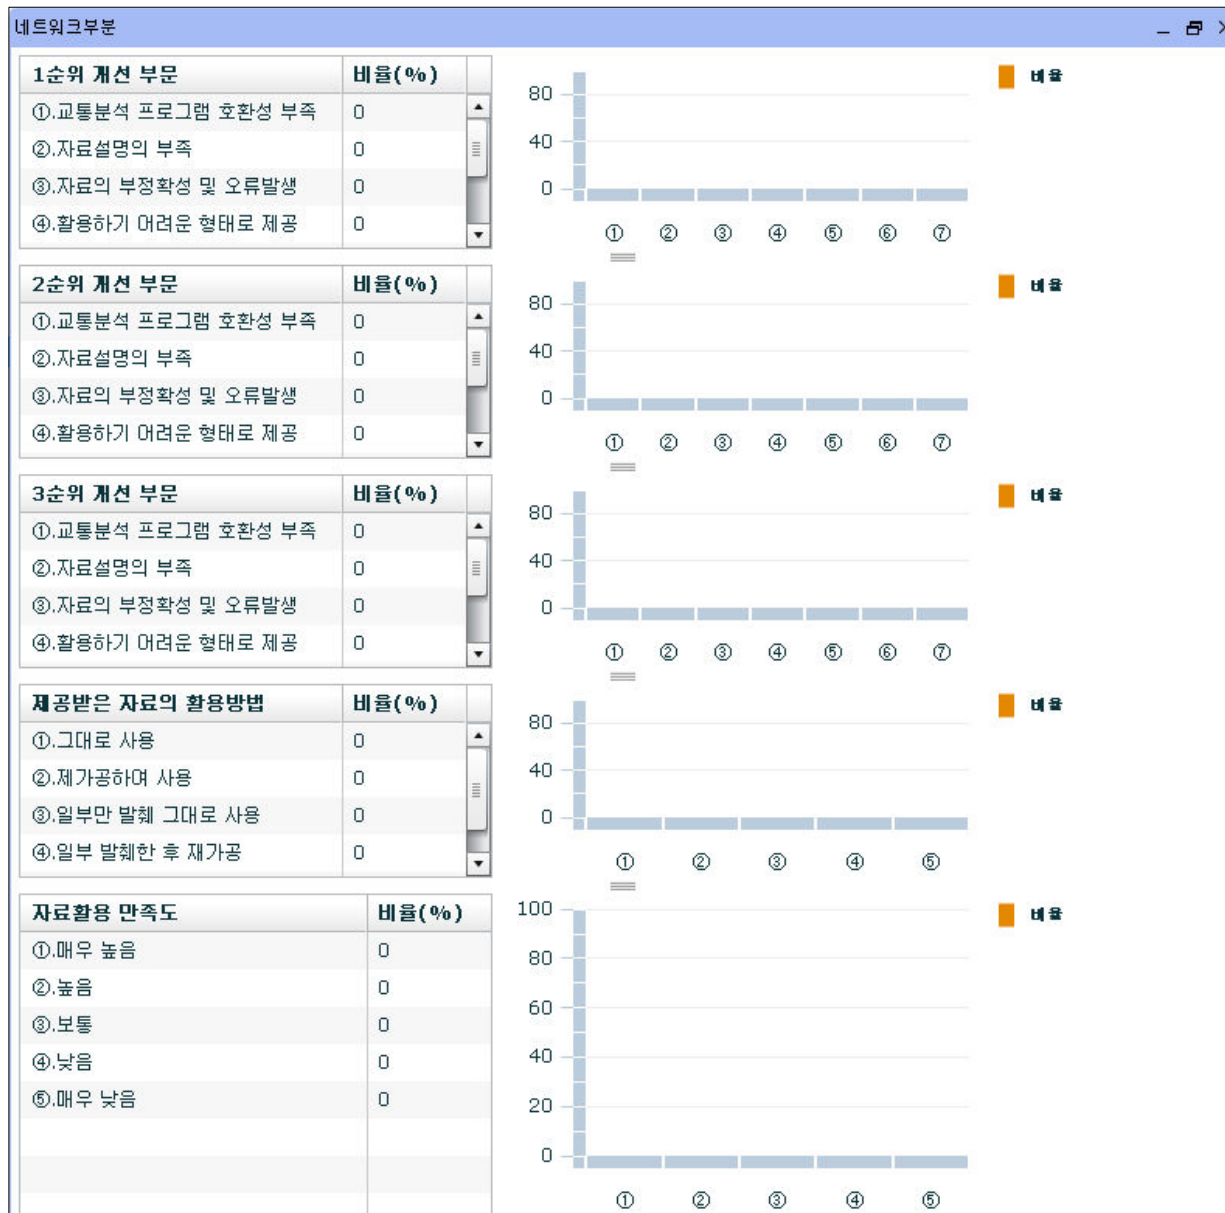 네트워크부분
1순위 개선 부문 비율(%)
①.교통분석 프로그램 호환성 부족 0
②.자료설명의 부족 0
③.자료의 부정확성 및 오류발생 0
④.활용하기 어려운 형태로 제공 0
80
40
0
① ② ③ ④ ⑤ ⑥ ⑦
비율
2순위 개선 부문 비율(%)
①.교통분석 프로그램 호환성 부족 0
②.자료설명의 부족 0
③.자료의 부정확성 및 오류발생 0
④.활용하기 어려운 형태로 제공 0
80
40
0
① ② ③ ④ ⑤ ⑥ ⑦
비율
3순위 개선 부문 비율(%)
①.교통분석 프로그램 호환성 부족 0
②.자료설명의 부족 0
③.자료의 부정확성 및 오류발생 0
④.활용하기 어려운 형태로 제공 0
80
40
0
① ② ③ ④ ⑤ ⑥ ⑦
비율
제공받은 자료의 활용방법 비율(%)
①.그대로 사용 0
②.제가공하여 사용 0
③.일부만 발췌 그대로 사용 0
④.일부 발췌한 후 재가공 0
80
40
0
① ② ③ ④ ⑤
비율
자료활용 만족도 비율(%)
①.매우 높음 0
②.높음 0
③.보통 0
④.낮음 0
⑤.매우 낮음 0
100
80
60
40
20
0
① ② ③ ④ ⑤
비율